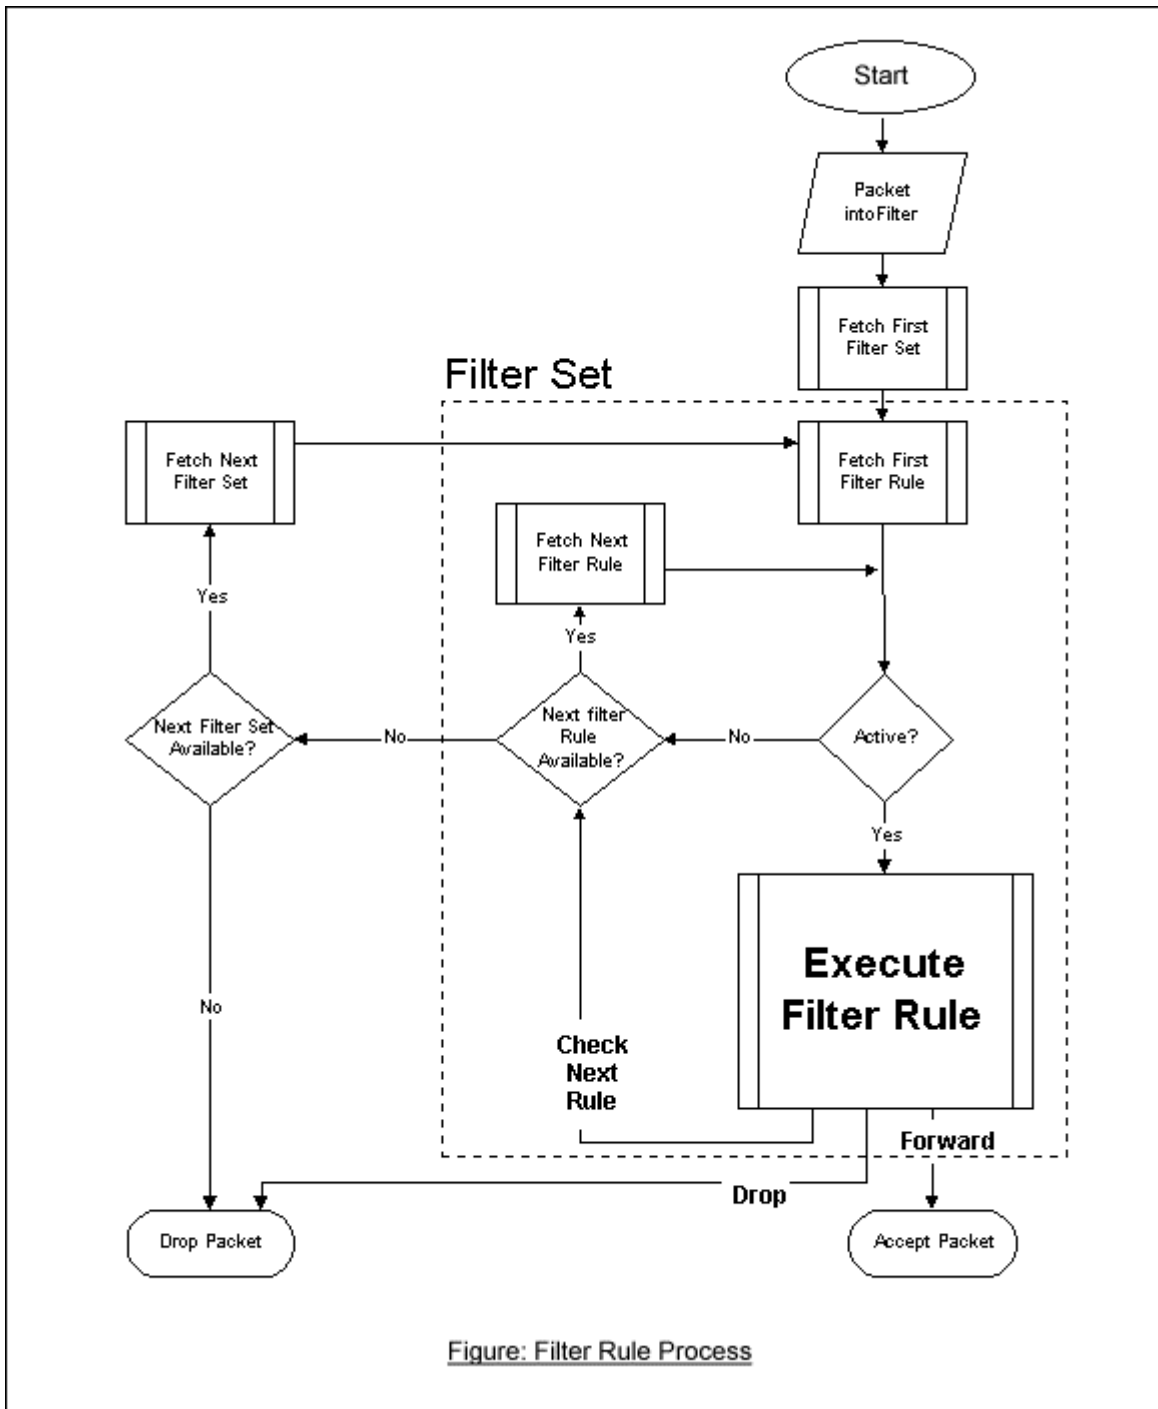 Start
Packet
into Filter
Fetch First
Filter Set
Filter Set
Fetch Next
Filter Set
Fetch First
Filter Rule
Fetch Next
Filter Rule
Yes
Yes
Next Filter Set
Available?
No
Next filter
Rule
Available?
No
Active?
Yes
Execute
Filter Rule
No
Check
Next
Rule
Forward
Drop
Drop Packet
Accept Packet
Figure: Filter Rule Process